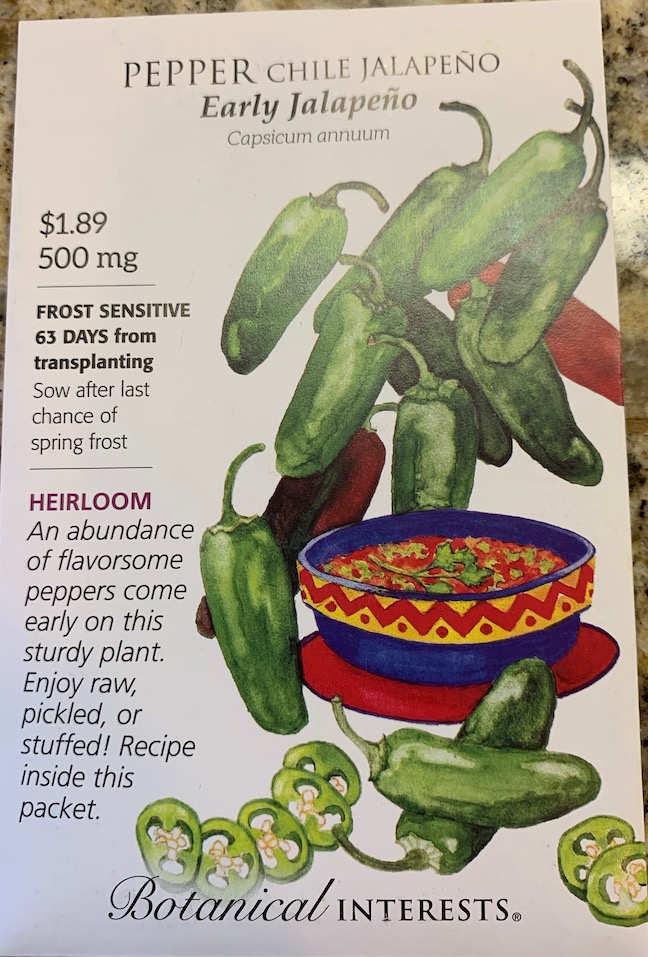 PEPPER CHILE JALAPEÑO
Early Jalapeño
Capsicum annuum
$1.89
500 mg
FROST SENSITIVE
63 DAYS from
transplanting
Sow after last
chance of
spring frost
HEIRLOOM
An abundance
of flavorsome
peppers come
early on this
sturdy plant.
Enjoy raw,
pickled, or
stuffed! Recipe
inside this
packet.
Botanical INTERESTS®